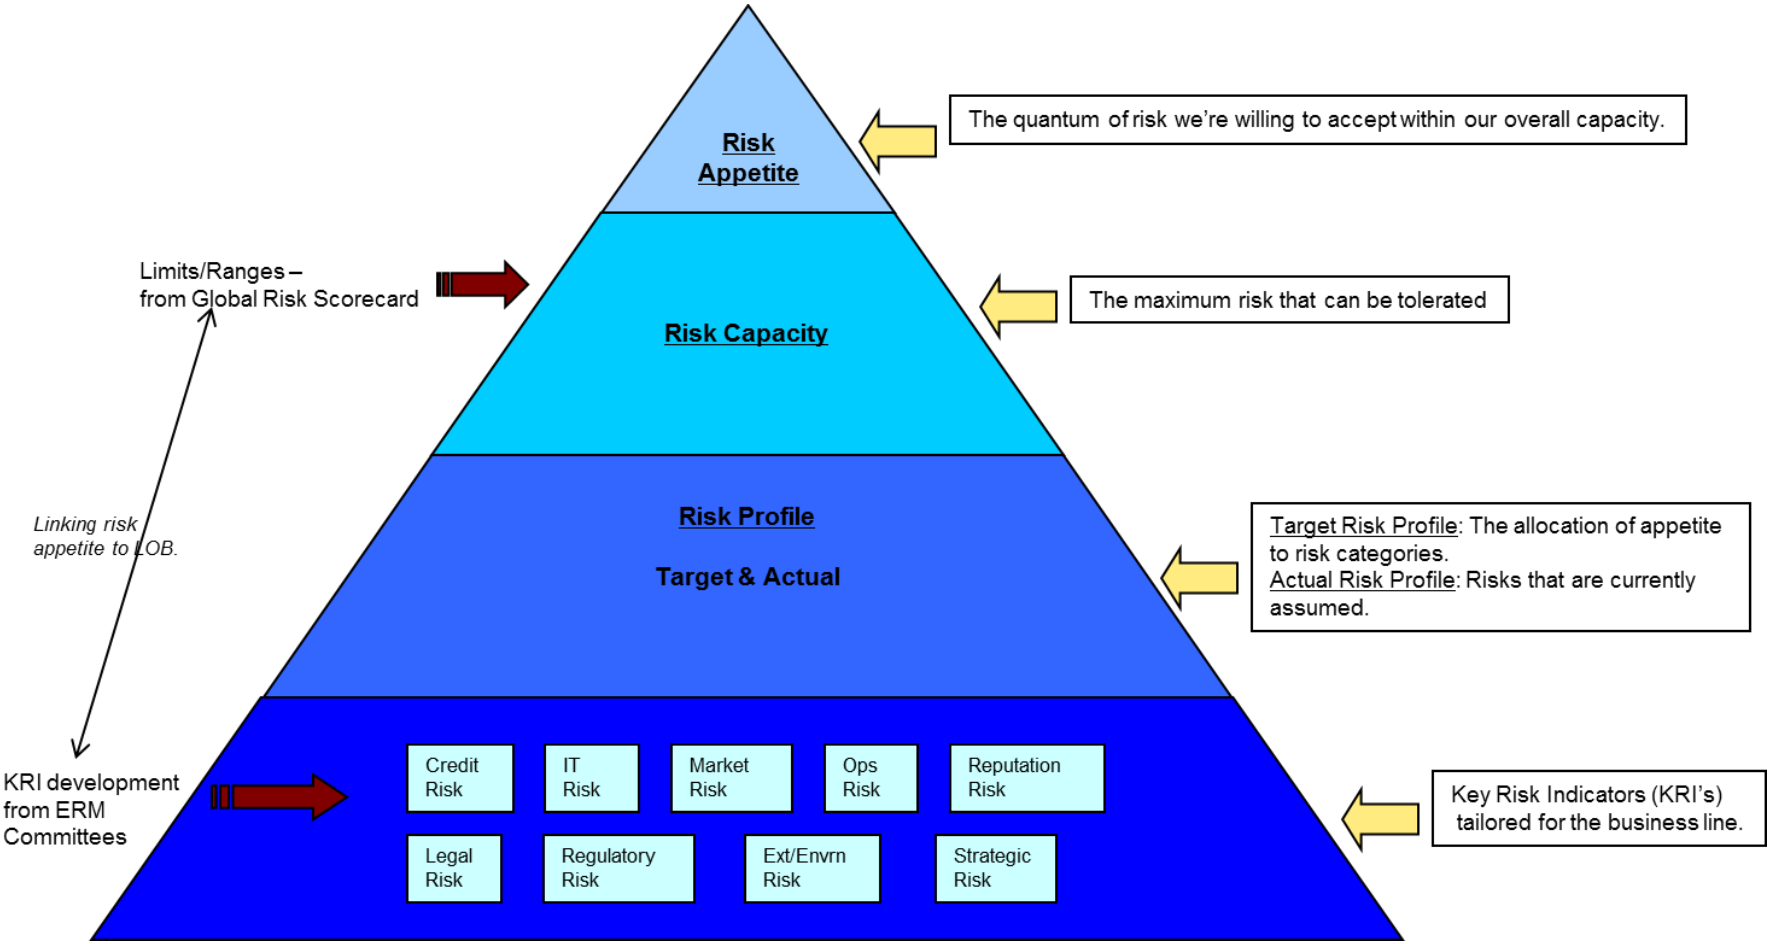 Risk
Appetite
The quantum of risk we're willing to accept within our overall capacity.
Limits/Ranges –
from Global Risk Scorecard
Risk Capacity
The maximum risk that can be tolerated
Linking risk
appetite to LOB.
Risk Profile
Target & Actual
Target Risk Profile: The allocation of appetite
to risk categories.
Actual Risk Profile: Risks that are currently
assumed.
KRI development
from ERM
Committees
Credit
Risk
IT
Risk
Market
Risk
Ops
Risk
Reputation
Risk
Legal
Risk
Regulatory
Risk
Ext/Envrn
Risk
Strategic
Risk
Key Risk Indicators (KRI's)
tailored for the business line.